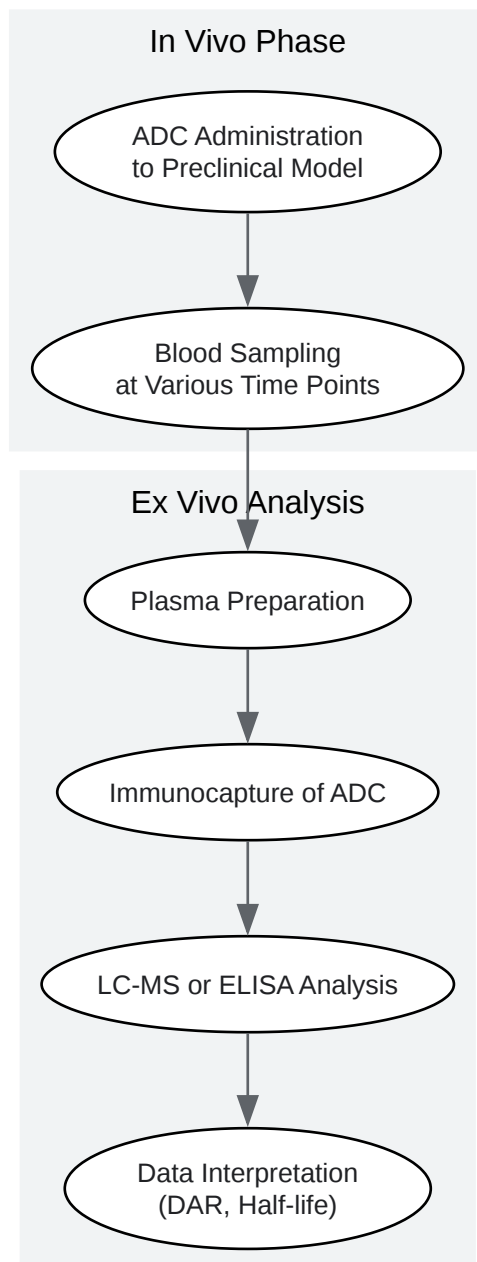 In Vivo Phase
ADC Administration
to Preclinical Model
Blood Sampling
at Various Time Points
Ex Vivo Analysis
Plasma Preparation
Immunocapture of ADC
LC-MS or ELISA Analysis
Data Interpretation
(DAR, Half-life)